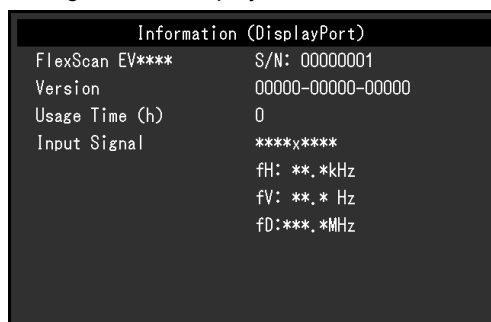 Information (DisplayPort)
FlexScan EV**** S/N: 00000001
Version 00000-00000-00000
Usage Time (h) 0
Input Signal ****x****
fH: **.*kHz
fV: **.* Hz
fD:***.*MHz